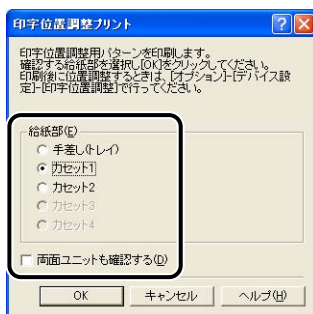 印字位置調整プリント
印字位置調整用パターンを印刷します。
確認する給紙部を選択し[OK]をクリックしてください。
印刷後に位置調整するときは、[オプション]-[デバイス設
定]-[印字位置調整]で行ってください。
給紙部(E)
手差し(トレイ)
カセット1
カセット2
カセット3
カセット4
両面ユニットも確認する(D)
OK キャンセル ヘルプ(H)